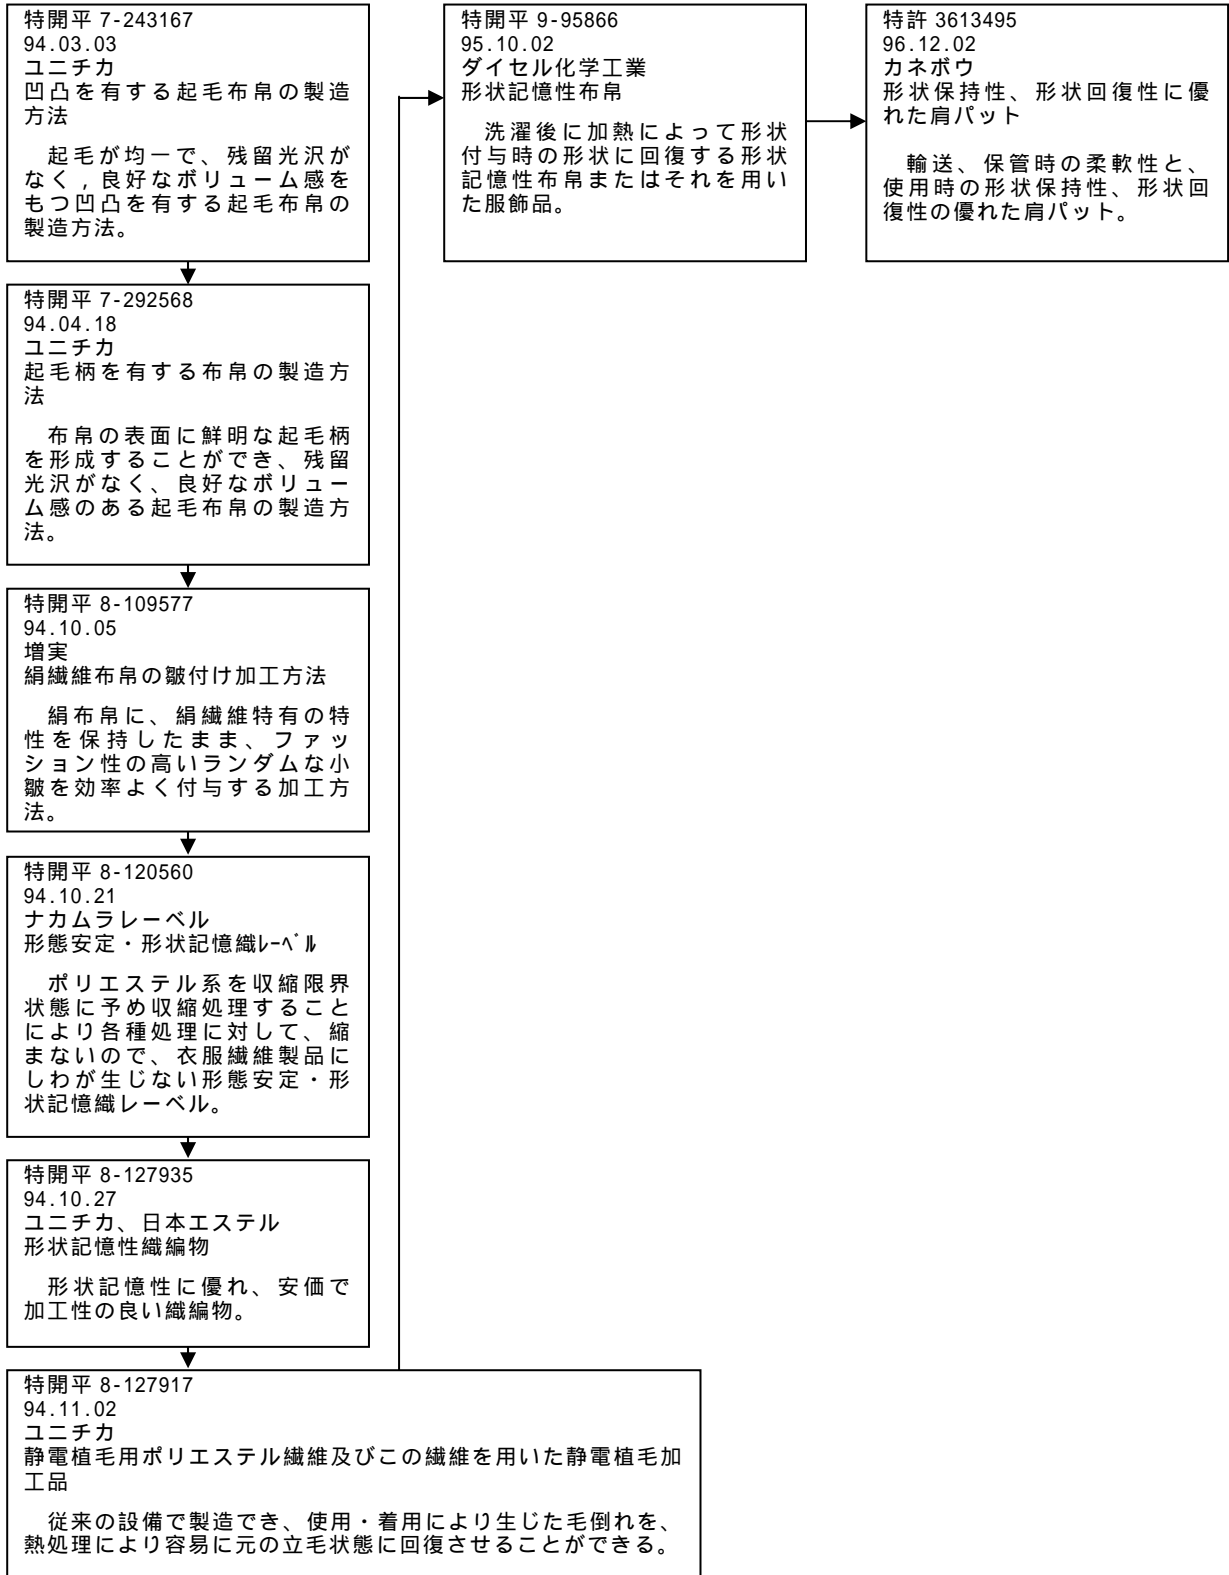 特開平 7-243167
94.03.03
ユニチカ
凹凸を有する起毛布帛の製造
方法
起毛が均一で、残留光沢が
なく，良好なボリューム感を
もつ凹凸を有する起毛布帛の
製造方法。
特開平 7-292568
94.04.18
ユニチカ
起毛柄を有する布帛の製造方
法
布帛の表面に鮮明な起毛柄
を形成することができ、残留
光沢がなく、良好なボリュー
ム感のある起毛布帛の製造方
法。
特開平 8-109577
94.10.05
増実
絹繊維布帛の皺付け加工方法
絹布帛に、絹繊維特有の特
性を保持したまま、ファッ
ション性の高いランダムな小
皺を効率よく付与する加工方
法。
特開平 8-120560
94.10.21
ナカムラレーベル
形態安定・形状記憶織ﾚｰﾍﾞﾙ
ポリエステル系を収縮限界
状態に予め収縮処理すること
により各種処理に対して、縮
まないので、衣服繊維製品に
しわが生じない形態安定・形
状記憶織レーベル。
特開平 8-127935
94.10.27
ユニチカ、日本エステル
形状記憶性織編物
形状記憶性に優れ、安価で
加工性の良い織編物。
特開平 8-127917
94.11.02
ユニチカ
静電植毛用ポリエステル繊維及びこの繊維を用いた静電植毛加
工品
従来の設備で製造でき、使用・着用により生じた毛倒れを、
熱処理により容易に元の立毛状態に回復させることができる。
特開平 9-95866
95.10.02
ダイセル化学工業
形状記憶性布帛
洗濯後に加熱によって形状
付与時の形状に回復する形状
記憶性布帛またはそれを用い
た服飾品。
特許 3613495
96.12.02
カネボウ
形状保持性、形状回復性に優
れた肩パット
輸送、保管時の柔軟性と、
使用時の形状保持性、形状回
復性の優れた肩パット。